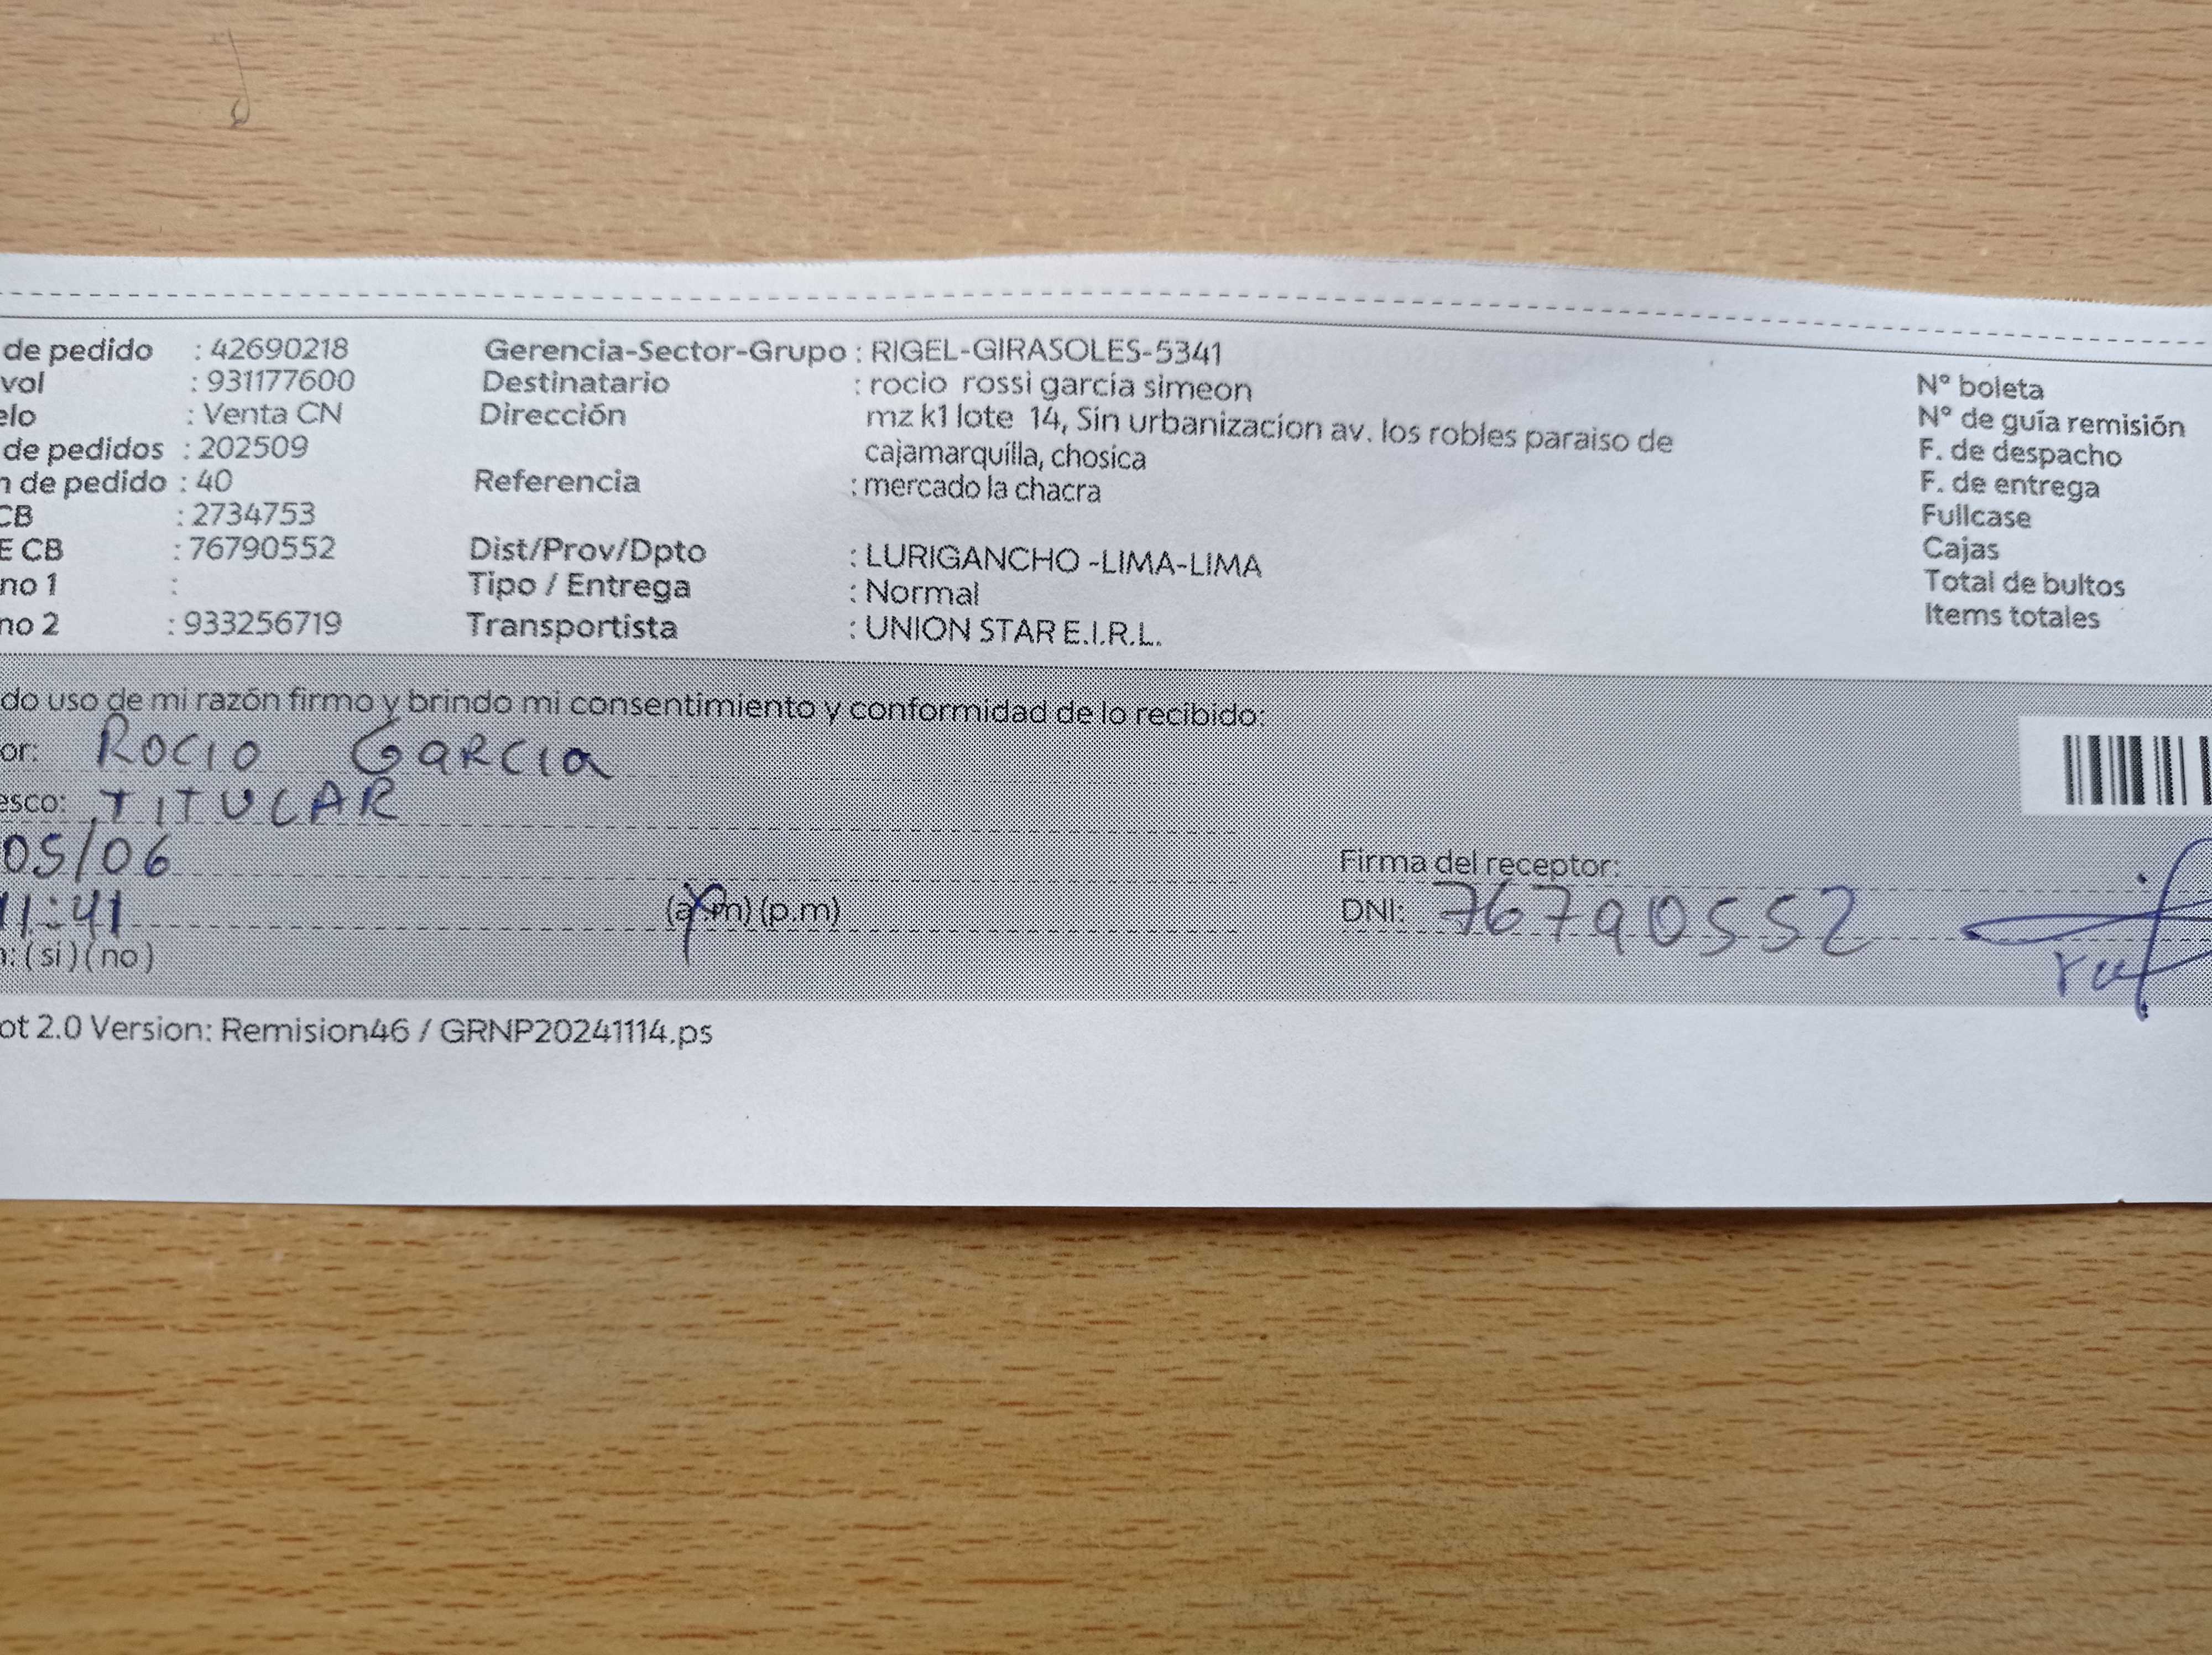 de pedido : 42690218 Gerencia-Sector-Grupo : RIGEL-GIRASOLES-5341
vol : 931177600 Destinatario : rocio rossi garcia simeon N° boleta
elo : Venta CN Dirección mz k1 lote 14, Sin urbanizacion av. los robles paraiso de N° de guía remisión
de pedidos : 202509 cajamarquilla, chosica F. de despacho
n de pedido : 40 Referencia : mercado la chacra F. de entrega
CB : 2734753 Fullcase
E CB : 76790552 Dist/Prov/Dpto : LURIGANCHO -LIMA-LIMA Cajas
no 1 : Tipo / Entrega : Normal Total de bultos
no 2 : 933256719 Transportista : UNION STAR E.I.R.L. Items totales
do uso de mi razón firmo y brindo mi consentimiento y conformidad de lo recibido:
or: ROCIO GARCIA
esco: TITULAR
05/06 Firma del receptor:
11:41 (a.m) (p.m) DNI: 76790552
n: (si) (no)
ot 2.0 Version: Remision46 / GRNP20241114.ps